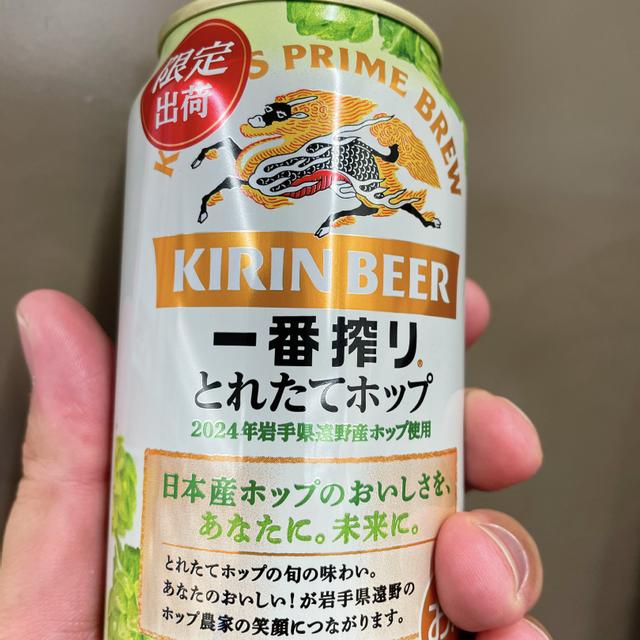 限定
出荷
S PRIME BREW
KIRIN BEER
一番搾り®
とれたてホップ
2024年岩手県遠野産ホップ使用
日本産ホップのおいしさを、
あなたに。未来に。
とれたてホップの旬の味わい。
あなたのおいしい!が岩手県遠野の
ホップ農家の笑顔につながります。
お